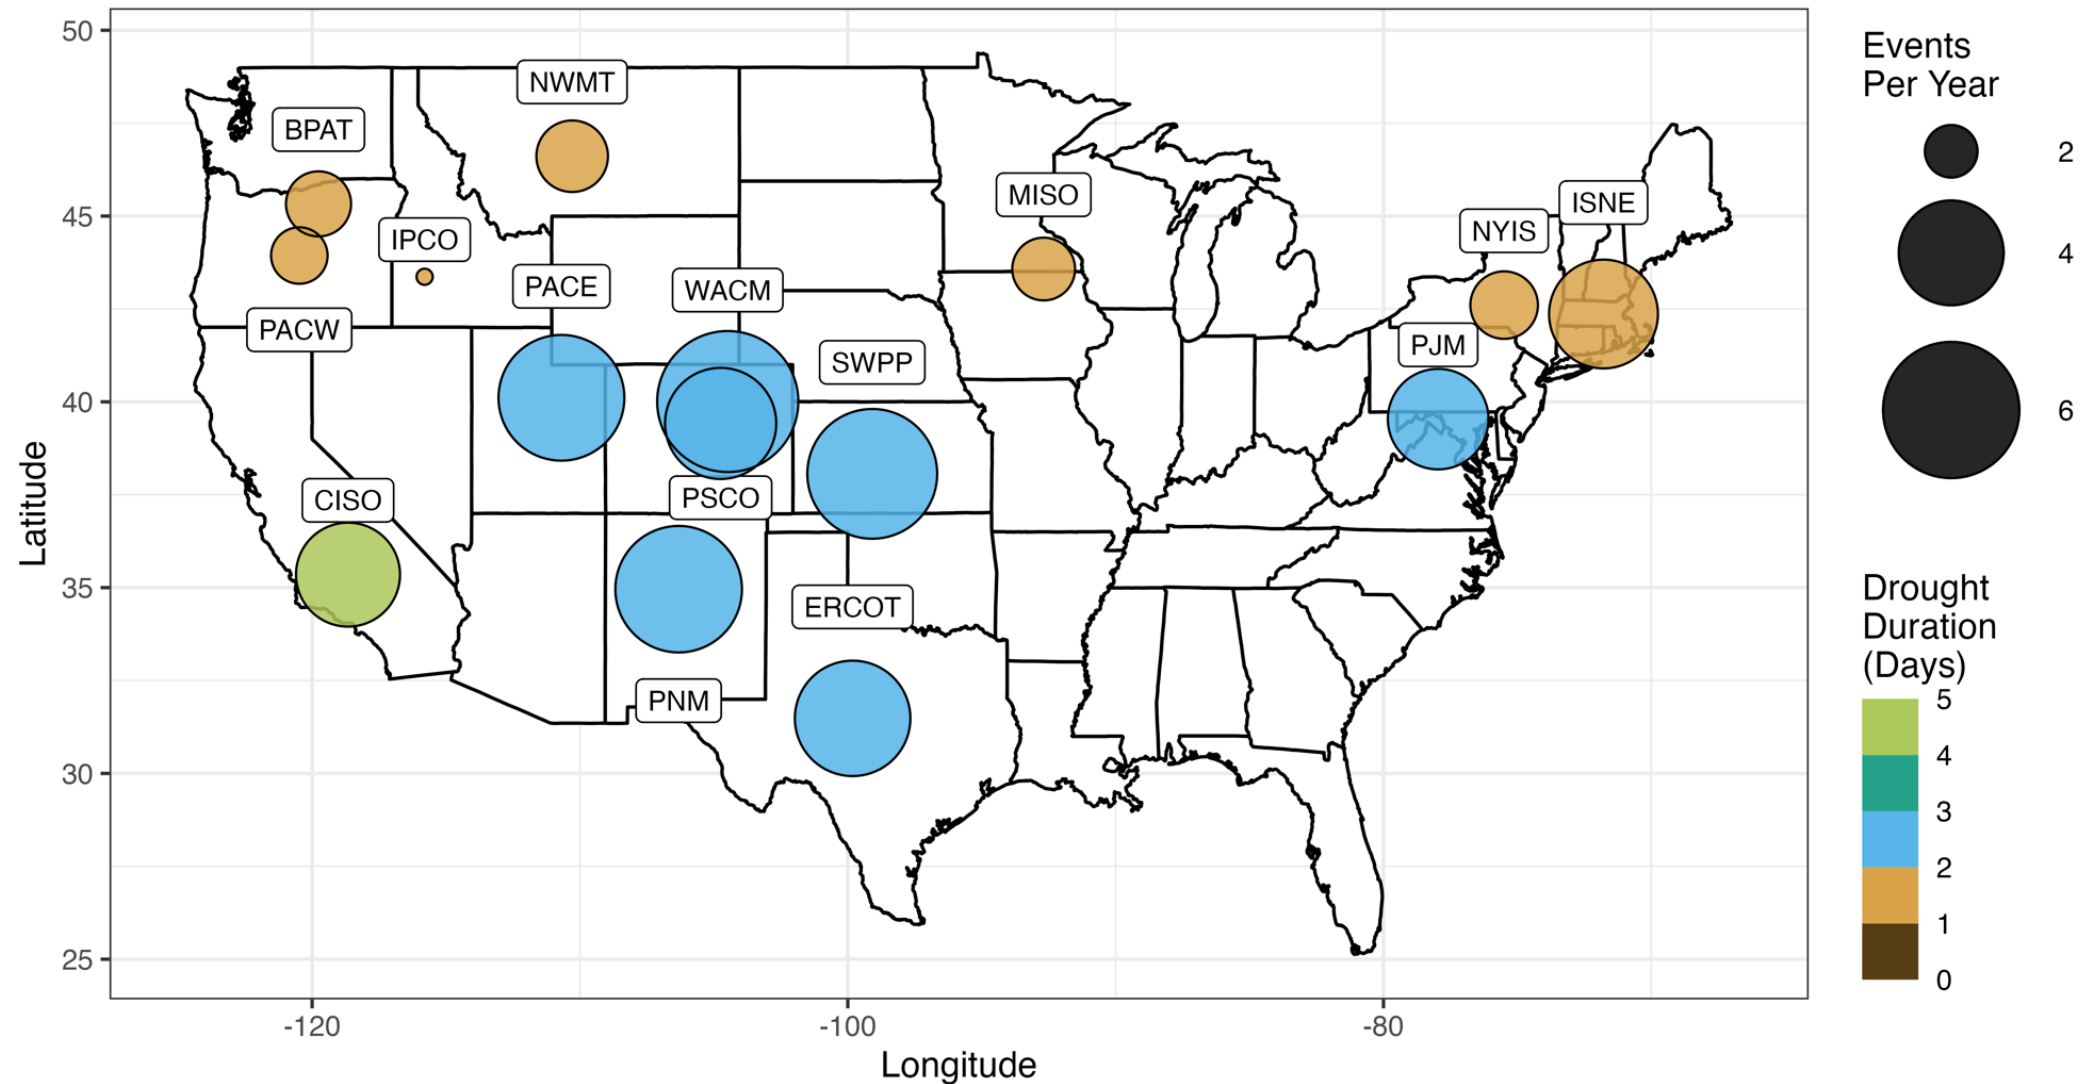 50
45
40
35
30
25
Latitude
-120
-100
-80
Longitude
NWMT
BPAT
MISO
ISNE
NYIS
IPCO
PACE
WACM
PACW
PJM
SWPP
CISO
PSCO
ERCOT
PNM
Events
Per Year
2
4
6
Drought
Duration
(Days)
5
4
3
2
1
0